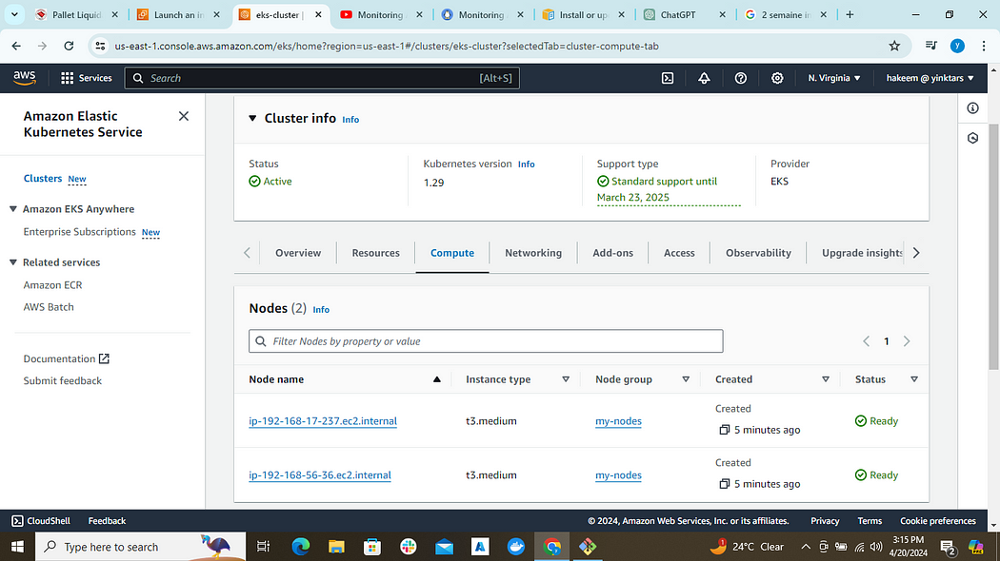 Pallet Liquid
Launch an in
eks-cluster |
Monitoring
Monitoring
Install or up
ChatGPT
2 semaine in
us-east-1.console.aws.amazon.com/eks/home?region=us-east-1#/clusters/eks-cluster?selectedTab=cluster-compute-tab
y
aws
Services
Search
[Alt+S]
N. Virginia
hakeem @ yinktars
Amazon Elastic
Kubernetes Service
Clusters New
Amazon EKS Anywhere
Enterprise Subscriptions New
Related services
Amazon ECR
AWS Batch
Documentation
Submit feedback
Cluster info Info
Status
Active
Kubernetes version Info
1.29
Support type
Standard support until
March 23, 2025
Provider
EKS
Overview
Resources
Compute
Networking
Add-ons
Access
Observability
Upgrade insights
Nodes (2) Info
Filter Nodes by property or value
1
Node name
Instance type
Node group
Created
Status
ip-192-168-17-237.ec2.internal
t3.medium
my-nodes
Created
5 minutes ago
Ready
ip-192-168-56-36.ec2.internal
t3.medium
my-nodes
Created
5 minutes ago
Ready
CloudShell
Feedback
© 2024, Amazon Web Services, Inc. or its affiliates.
Privacy
Terms
Cookie preferences
Type here to search
1
24°C Clear
3:15 PM
4/20/2024
2